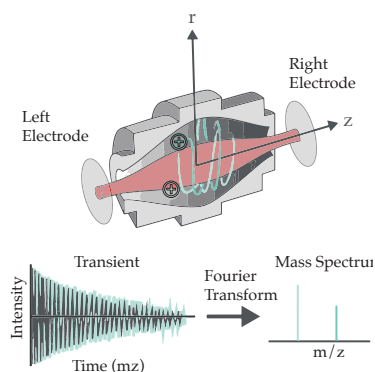 r
Right
Electrode
Left
Electrode
z
Transient
Fourier
Transform
Mass Spectrum
Intensity
Time (mz)
m/z